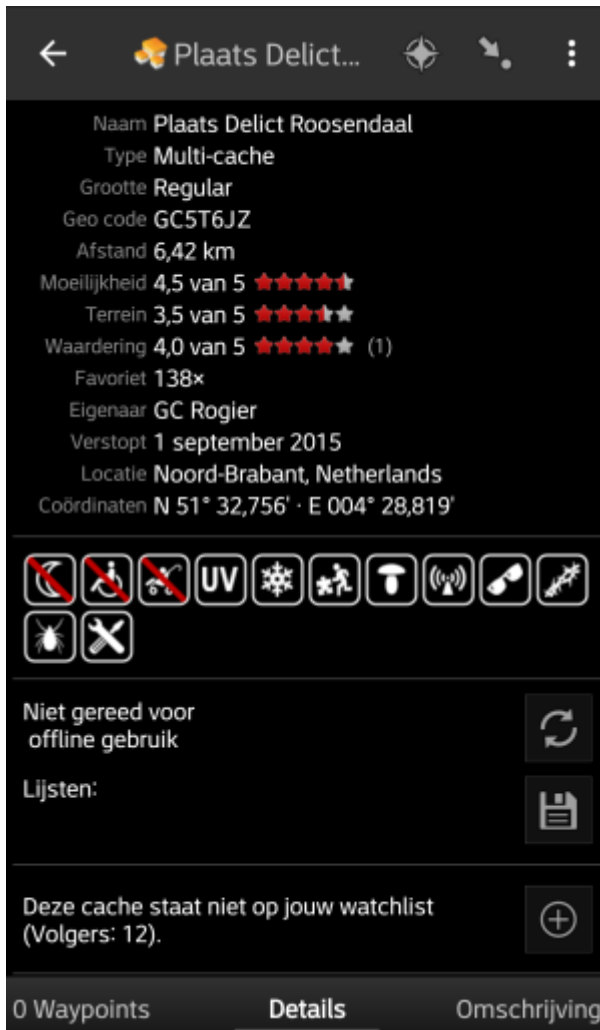 Plaats Delict...
Naam Plaats Delict Roosendaal
Type Multi-cache
Grootte Regular
Geo code GC5T6JZ
Afstand 6,42 km
Moeilijkheid 4,5 van 5
Terrein 3,5 van 5
Waardering 4,0 van 5 (1)
Favoriet 138×
Eigenaar GC Rogier
Verstopt 1 september 2015
Locatie Noord-Brabant, Netherlands
Coördinaten N 51° 32,756' · E 004° 28,819'
UV
Niet gereed voor
offline gebruik
Lijsten:
Deze cache staat niet op jouw watchlist
(Volgers: 12).
0 Waypoints Details Omschrijving